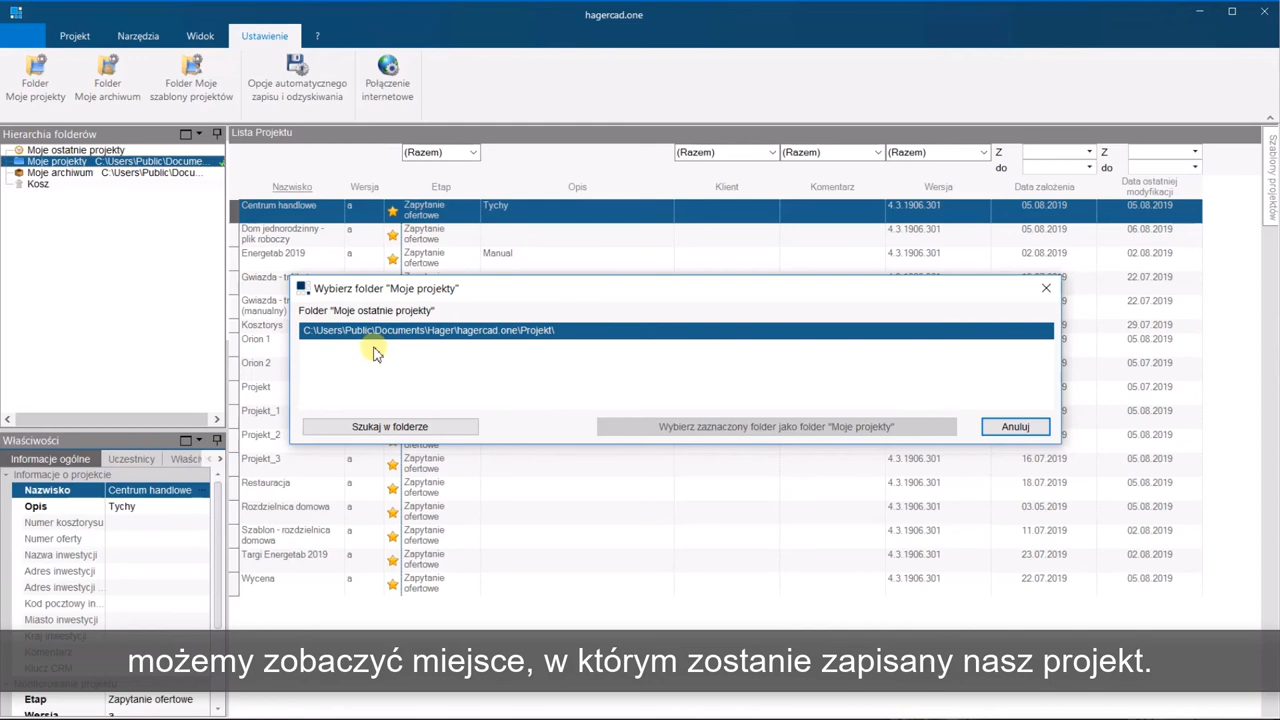 hagercad.one
Projekt Narzędzia Widok Ustawienie ?
Folder
Moje projekty
Folder
Moje archiwum
Folder Moje
szablony projektów
Opcje automatycznego
zapisu i odzyskiwania
Połączenie
internetowe
Hierarchia folderów
Moje ostatnie projekty
Moje projekty C:\Users\Public\Docume...
Moje archiwum C:\Users\Public\Docu...
Kosz
Lista Projektu
(Razem) (Razem) (Razem) (Razem) Z Z
do do
Nazwisko Wersja Etap Opis Klient Komentarz Wersja Data założenia Data ostatniej
modyfikacji
Centrum handlowe a Zapytanie ofertowe Tychy 4.3.1906.301 05.08.2019 05.08.2019
Dom jednorodzinny - plik roboczy a Zapytanie ofertowe 4.3.1906.301 05.08.2019 06.08.2019
Energetab 2019 a Zapytanie ofertowe Manual 4.3.1906.301 02.08.2019 02.08.2019
22.07.2019
Gwiazda
(manualny) 22.07.2019
Kosztorys 29.07.2019
Orion 1 05.08.2019
Orion 2 05.08.2019
Projekt 05.07.2019
Projekt_1 02.08.2019
Projekt_2 05.08.2019
Projekt_3 a Zapytanie ofertowe 4.3.1906.301 16.07.2019 05.08.2019
Restauracja a Zapytanie ofertowe 4.3.1906.301 18.07.2019 05.08.2019
Rozdzielnica domowa a Zapytanie ofertowe 4.3.1906.301 03.05.2019 05.08.2019
Szablon - rozdzielnica domowa a Zapytanie ofertowe 4.3.1906.301 11.07.2019 02.08.2019
Targi Energetab 2019 a Zapytanie ofertowe 4.3.1906.301 23.07.2019 02.08.2019
Wycena a Zapytanie ofertowe 4.3.1906.301 22.07.2019 05.08.2019
Szablony projektów
Wybierz folder "Moje projekty"
Folder "Moje ostatnie projekty"
C:\Users\Public\Documents\Hager\hagercad.one\Projekt\
Szukaj w folderze Wybierz zaznaczony folder jako folder "Moje projekty" Anuluj
Właściwości
Informacje ogólne Uczestnicy Właści
Informacje o projekcie
Nazwisko Centrum handlowe
Opis Tychy
Numer kosztorysu
Numer oferty
Nazwa inwestycji
Adres inwestycji
Adres inwestycji ...
Kod pocztowy in...
Miasto inwestycji
Kraj inwestycji
Komentarz
Klucz CRM
Monitorowanie projektu
Etap Zapytanie ofertowe
Wersja a
możemy zobaczyć miejsce, w którym zostanie zapisany nasz projekt.